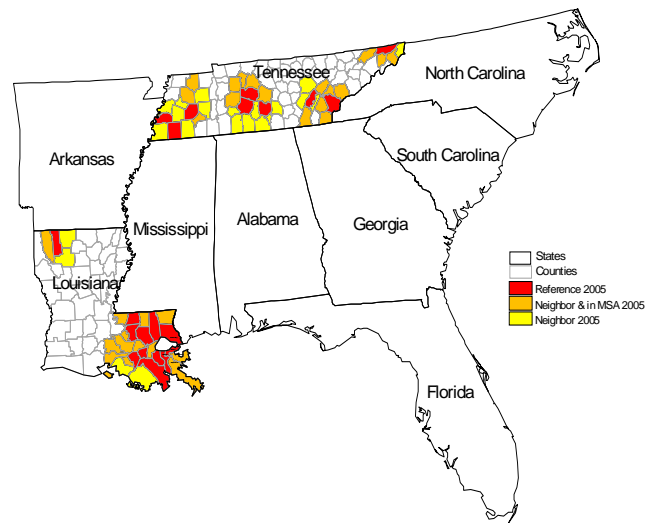 Tennessee
North Carolina
Arkansas
South Carolina
Mississippi
Alabama
Georgia
Louisiana
Florida
States
Counties
Reference 2005
Neighbor & in MSA 2005
Neighbor 2005